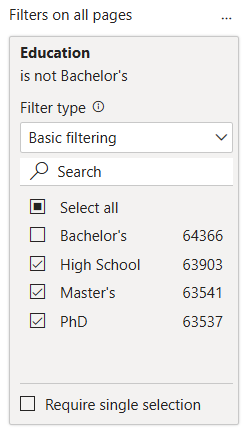 Filters on all pages ...
Education
is not Bachelor's
Filter type
Basic filtering
Search
Select all
Bachelor's 64366
High School 63903
Master's 63541
PhD 63537
Require single selection